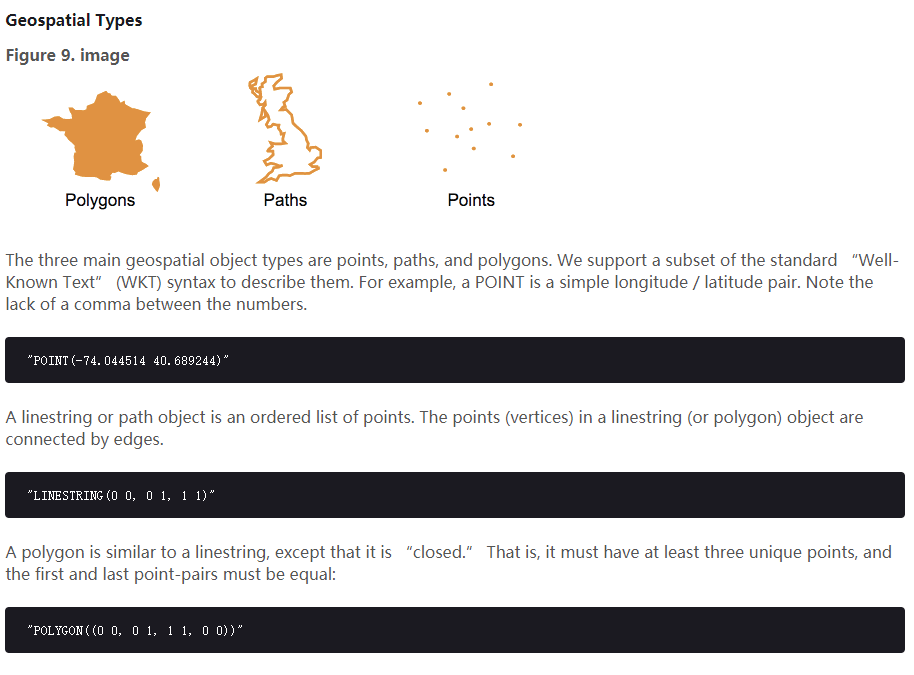 Geospatial Types
Figure 9. image
Polygons
Paths
Points
The three main geospatial object types are points, paths, and polygons. We support a subset of the standard “Well-
Known Text” (WKT) syntax to describe them. For example, a POINT is a simple longitude / latitude pair. Note the
lack of a comma between the numbers.
"POINT(-74.044514 40.689244)"
A linestring or path object is an ordered list of points. The points (vertices) in a linestring (or polygon) object are
connected by edges.
"LINESTRING(0 0, 0 1, 1 1)"
A polygon is similar to a linestring, except that it is “closed.” That is, it must have at least three unique points, and
the first and last point-pairs must be equal:
"POLYGON((0 0, 0 1, 1 1, 0 0))"